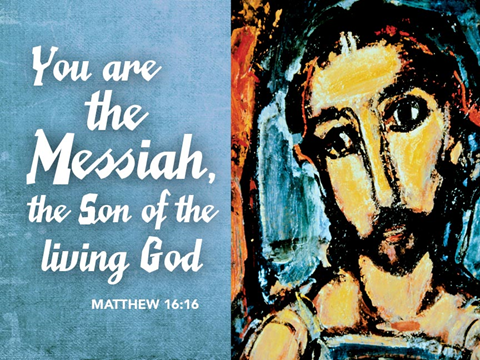 You are
the
Messiah,
the Son of the
living God
MATTHEW 16:16